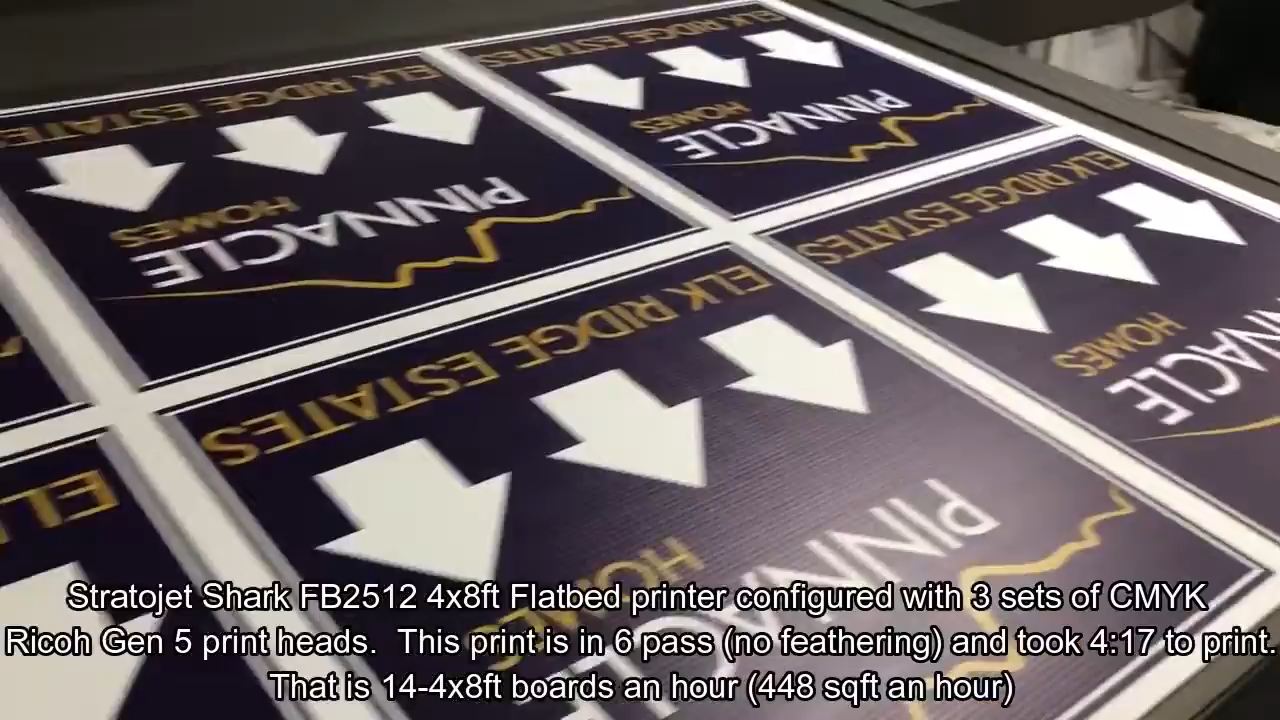 ELK RIDGE ESTATES
ELK RIDGE ESTATES
HOMES
PINNACLE
HOMES
PINNACLE
ELK RIDGE ESTATES
ELK RIDGE ESTATES
HOMES
NACLE
PINNACLE
HOMES
EL
Stratojet Shark FB2512 4x8ft Flatbed printer configured with 3 sets of CMYK
Ricoh Gen 5 print heads. This print is in 6 pass (no feathering) and took 4:17 to print.
That is 14-4x8ft boards an hour (448 sqft an hour)